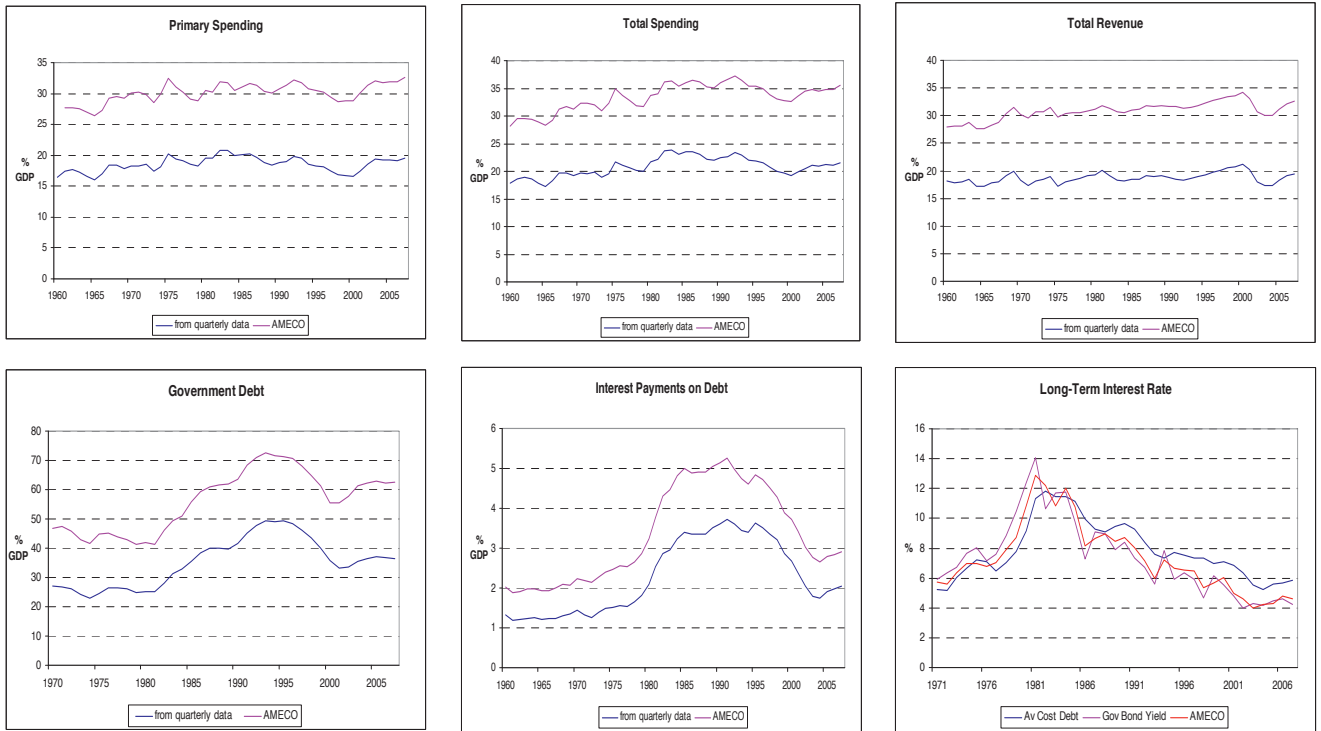 Primary Spending
35
30
25
20
%
GDP
15
10
5
0
1960 1965 1970 1975 1980 1985 1990 1995 2000 2005
from quarterly data AMECO
Total Spending
40
35
30
25
20
%
GDP
15
10
5
0
1960 1965 1970 1975 1980 1985 1990 1995 2000 2005
from quarterly data AMECO
Total Revenue
40
35
30
25
20
%
GDP
15
10
5
0
1960 1965 1970 1975 1980 1985 1990 1995 2000 2005
from quarterly data AMECO
Government Debt
80
70
60
50
40
%
GDP
30
20
10
0
1970 1975 1980 1985 1990 1995 2000 2005
from quarterly data AMECO
Interest Payments on Debt
6
5
4
3
%
GDP
2
1
0
1960 1965 1970 1975 1980 1985 1990 1995 2000 2005
from quarterly data AMECO
Long-Term Interest Rate
16
14
12
10
8
%
6
4
2
0
1971 1976 1981 1986 1991 1996 2001 2006
Av Cost Debt Gov Bond Yield AMECO